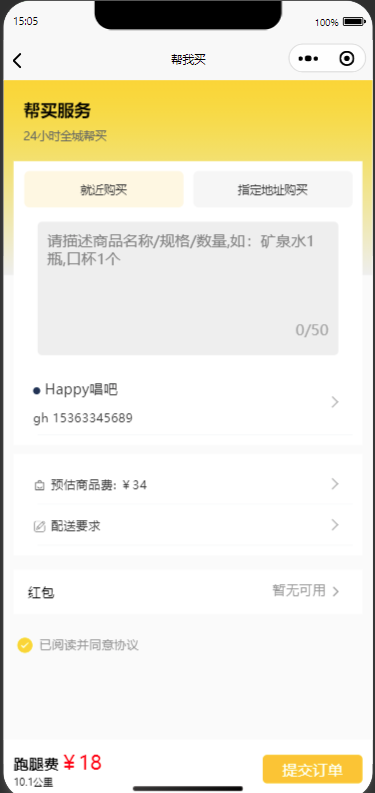 15:05
100%
帮我买
帮买服务
24小时全城帮买
就近购买
指定地址购买
请描述商品名称/规格/数量,如：矿泉水1
瓶,口杯1个
0/50
Happy唱吧
gh 15363345689
预估商品费: ¥34
配送要求
红包
暂无可用
已阅读并同意协议
跑腿费¥18
10.1公里
提交订单